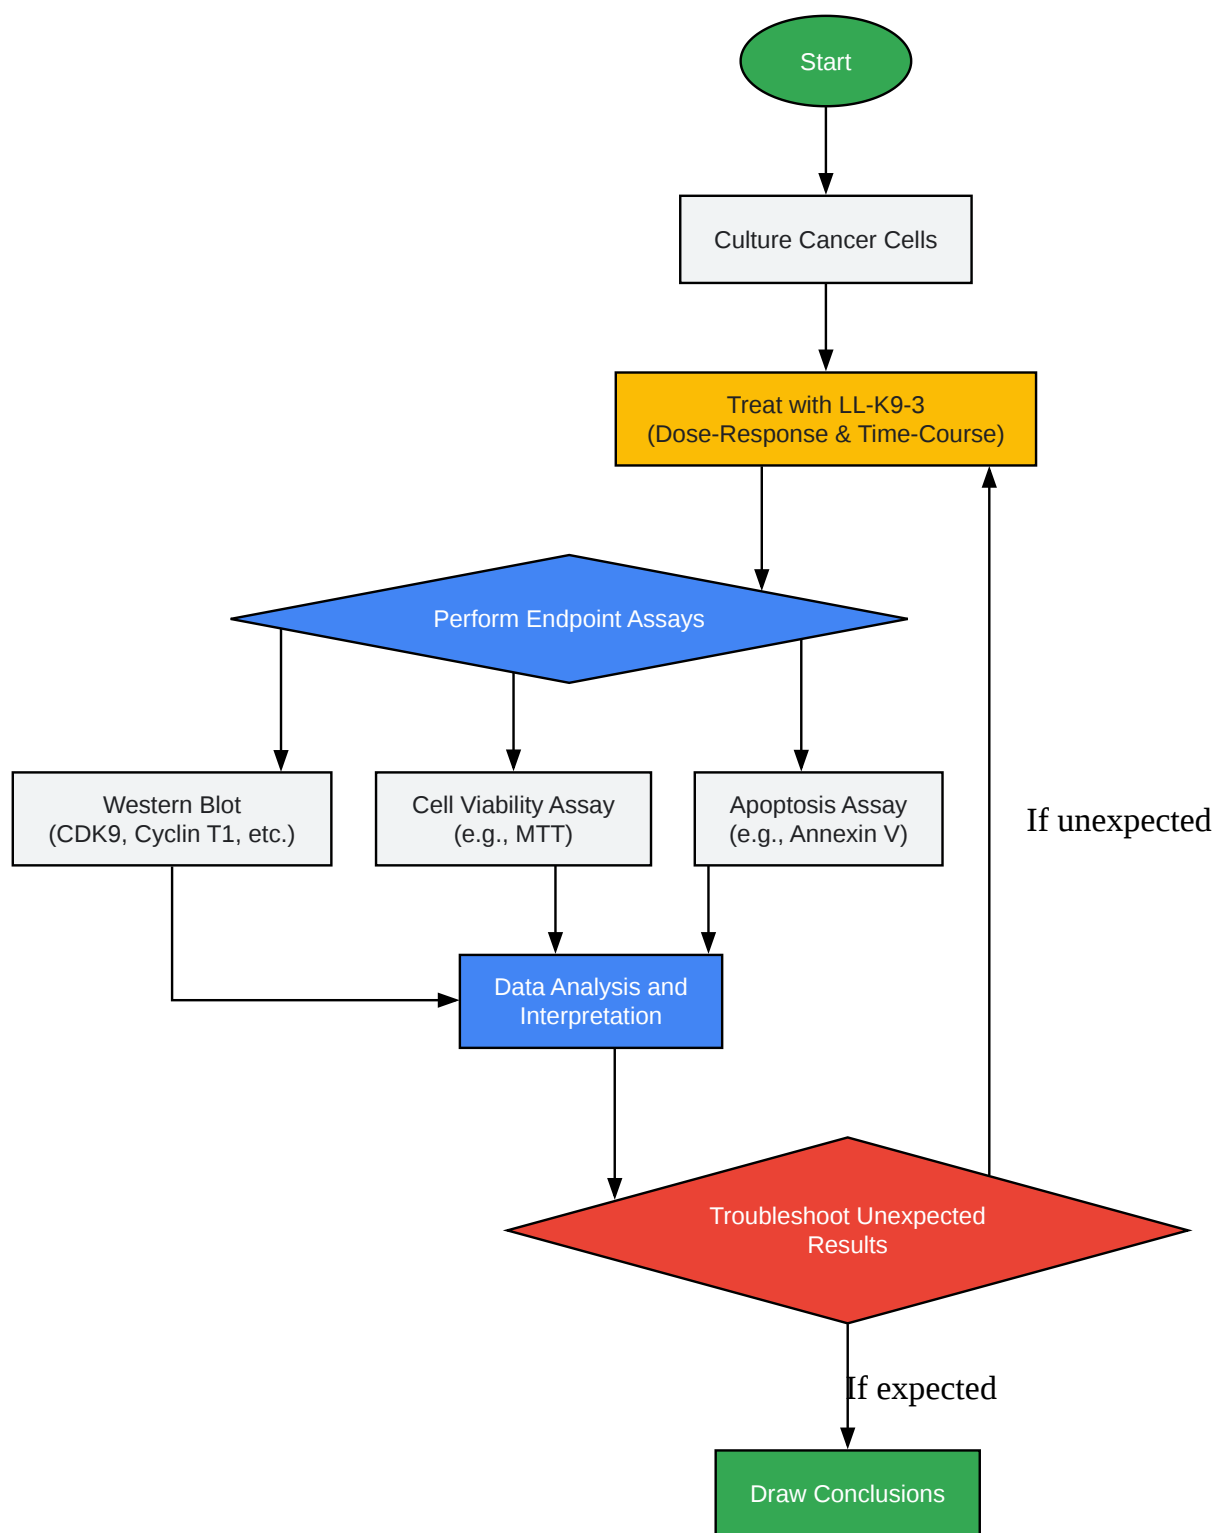 Start
Culture Cancer Cells
Treat with LL-K9-3
(Dose-Response & Time-Course)
Perform Endpoint Assays
Western Blot
(CDK9, Cyclin T1, etc.)
Cell Viability Assay
(e.g., MTT)
Apoptosis Assay
(e.g., Annexin V)
If unexpected
Data Analysis and
Interpretation
Troubleshoot Unexpected
Results
If expected
Draw Conclusions